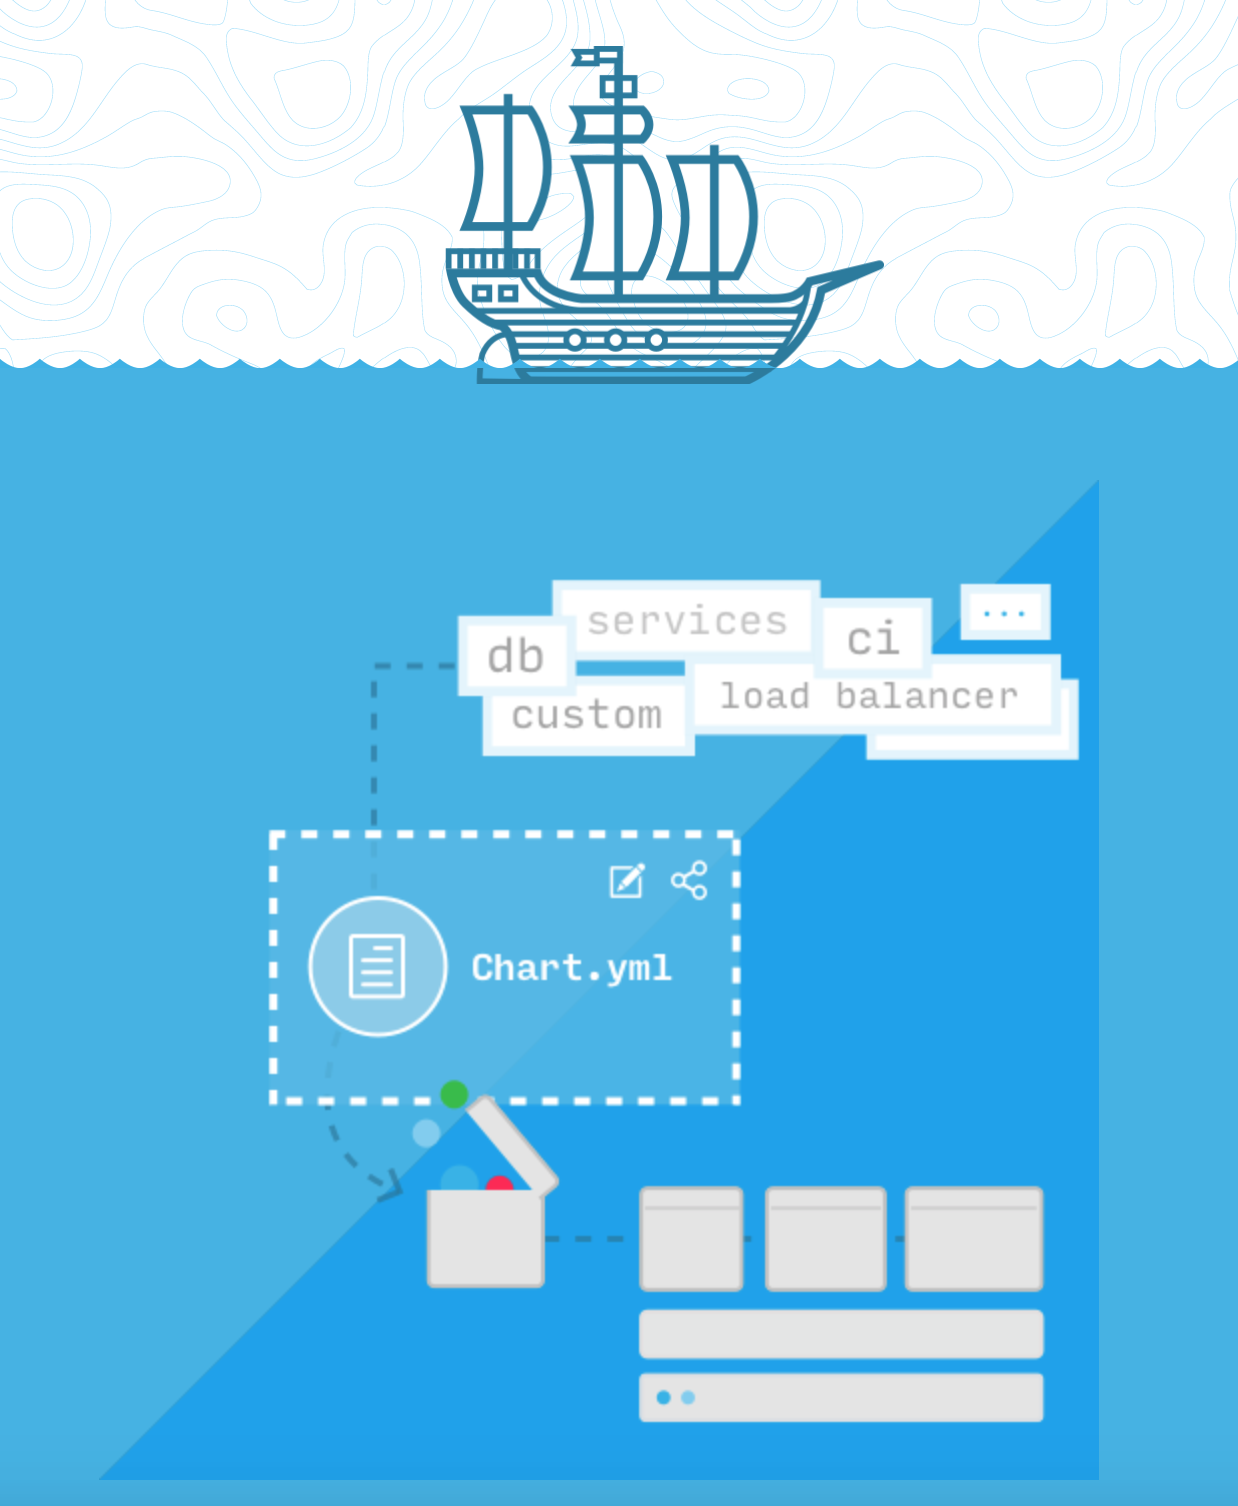 services
db
ci
...
custom
load balancer
Chart.yml